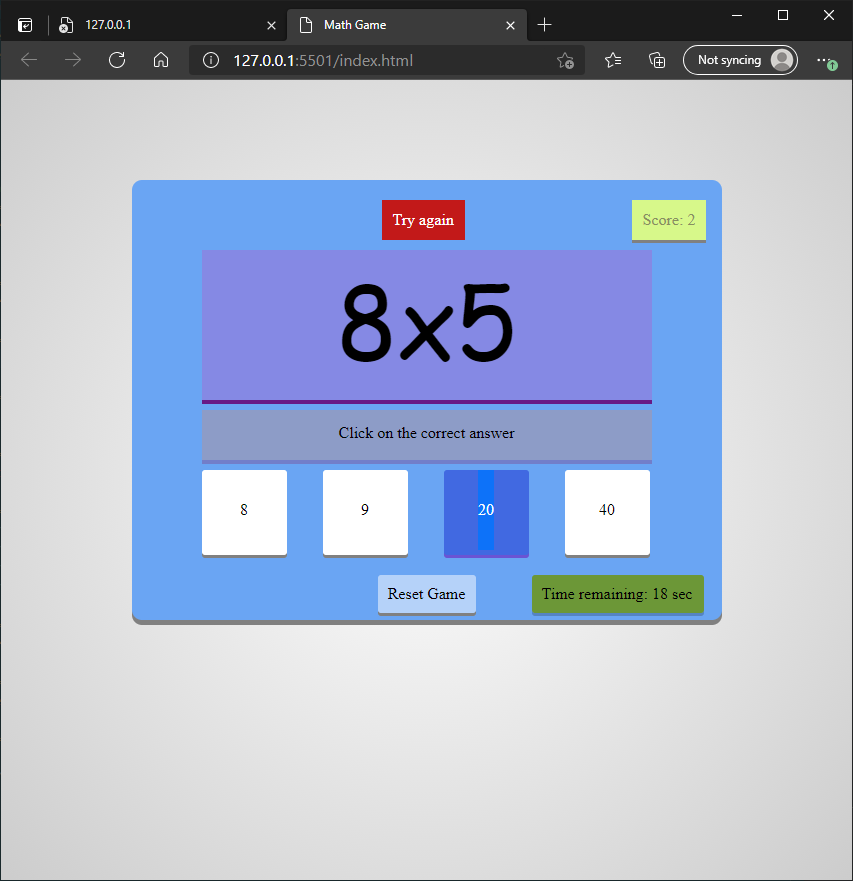 127.0.0.1
Math Game
127.0.0.1:5501/index.html
Not syncing
Try again
Score: 2
8x5
Click on the correct answer
8
9
20
40
Reset Game
Time remaining: 18 sec